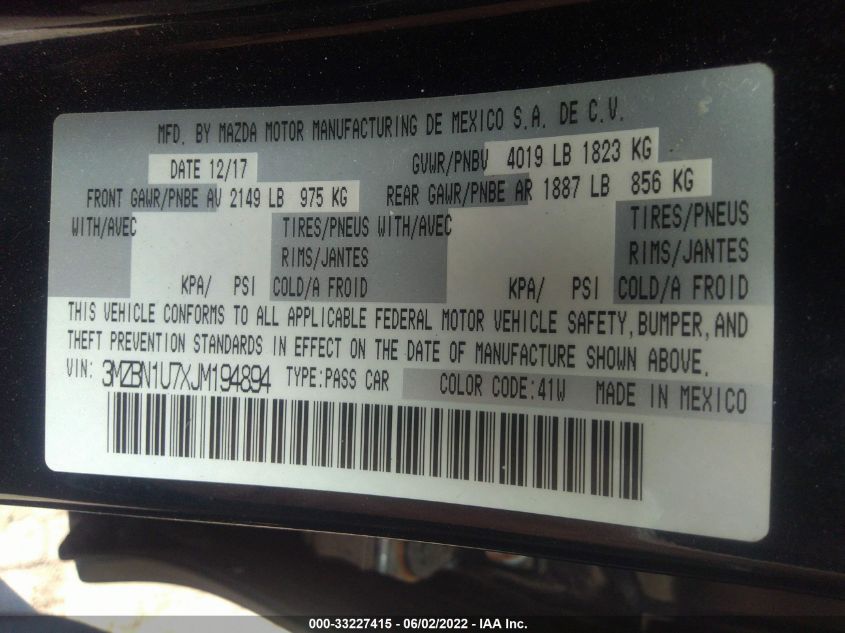 MFD. BY MAZDA MOTOR MANUFACTURING DE MEXICO S.A. DE C.V.
DATE 12/17 GVWR/PNBV 4019 LB 1823 KG
FRONT GAWR/PNBE AV 2149 LB 975 KG REAR GAWR/PNBE AR 1887 LB 856 KG
WITH/AVEC TIRES/PNEUS WITH/AVEC TIRES/PNEUS
RIMS/JANTES RIMS/JANTES
KPA/ PSI COLD/A FROID KPA/ PSI COLD/A FROID
THIS VEHICLE CONFORMS TO ALL APPLICABLE FEDERAL MOTOR VEHICLE SAFETY, BUMPER, AND
THEFT PREVENTION STANDARDS IN EFFECT ON THE DATE OF MANUFACTURE SHOWN ABOVE.
VIN: 3MZBN1U7XJM194894 TYPE:PASS CAR COLOR CODE:41W MADE IN MEXICO
000-33227415 - 06/02/2022 - IAA Inc.